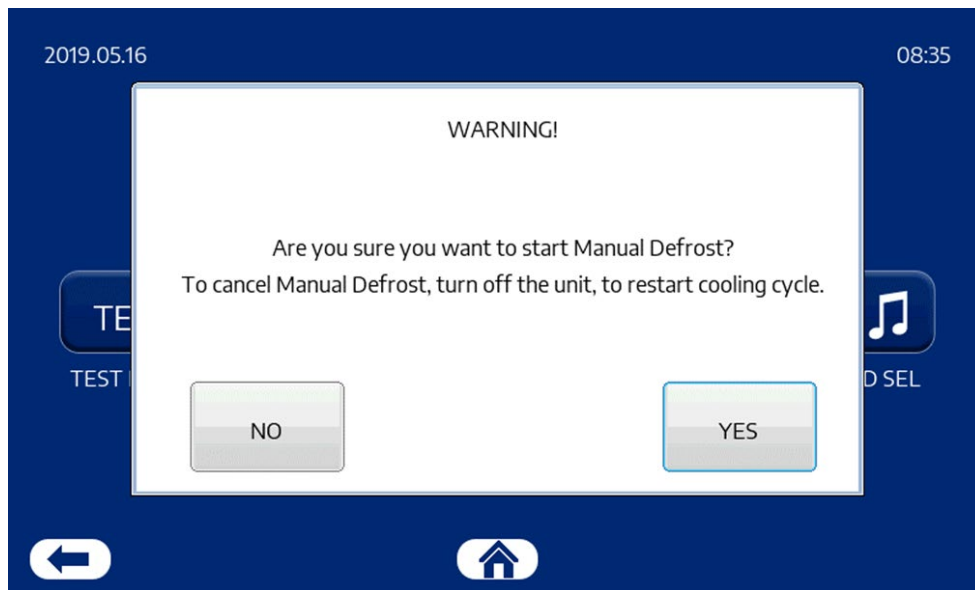 2019.05.16
08:35
WARNING!
Are you sure you want to start Manual Defrost?
To cancel Manual Defrost, turn off the unit, to restart cooling cycle.
TE
TEST
D SEL
NO
YES